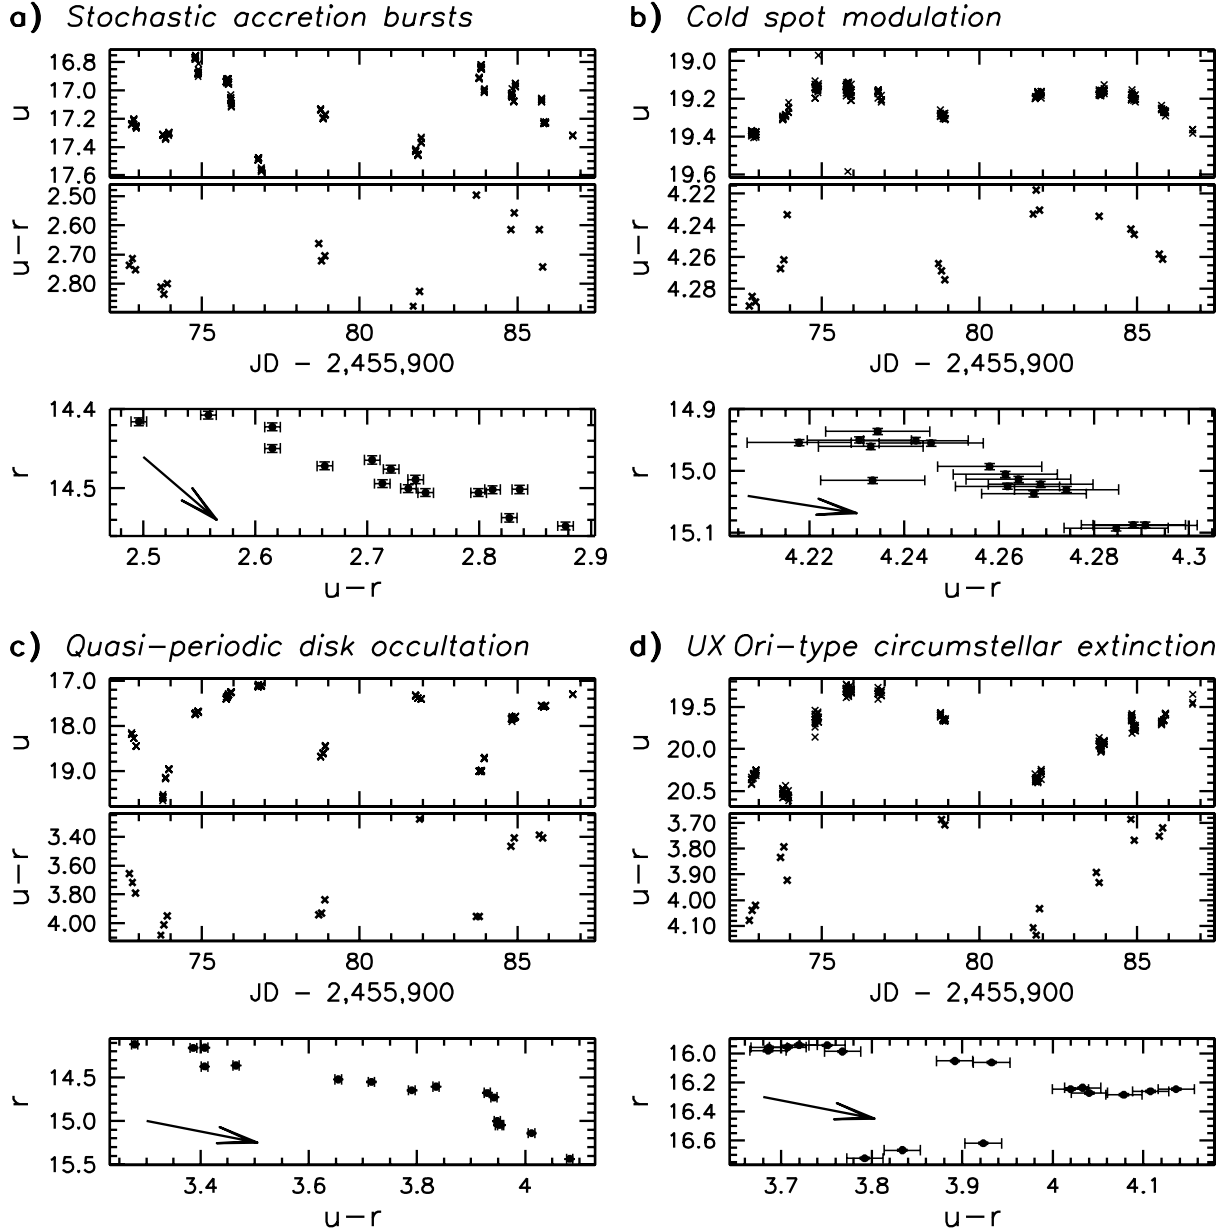 a) Stochastic accretion bursts
16.8
17.0
17.2
17.4
17.6
u
2.50
2.60
2.70
2.80
u-r
75 80 85
JD - 2,455,900
14.4
14.5
r
2.5 2.6 2.7 2.8 2.9
u-r
b) Cold spot modulation
19.0
19.2
19.4
19.6
u
4.22
4.24
4.26
4.28
u-r
75 80 85
JD - 2,455,900
14.9
15.0
15.1
r
4.22 4.24 4.26 4.28 4.3
u-r
c) Quasi-periodic disk occultation
17.0
18.0
19.0
u
3.40
3.60
3.80
4.00
u-r
75 80 85
JD - 2,455,900
14.5
15.0
15.5
r
3.4 3.6 3.8 4
u-r
d) UX Ori-type circumstellar extinction
19.5
20.0
20.5
u
3.70
3.80
3.90
4.00
4.10
u-r
75 80 85
JD - 2,455,900
16.0
16.2
16.4
16.6
r
3.7 3.8 3.9 4 4.1
u-r